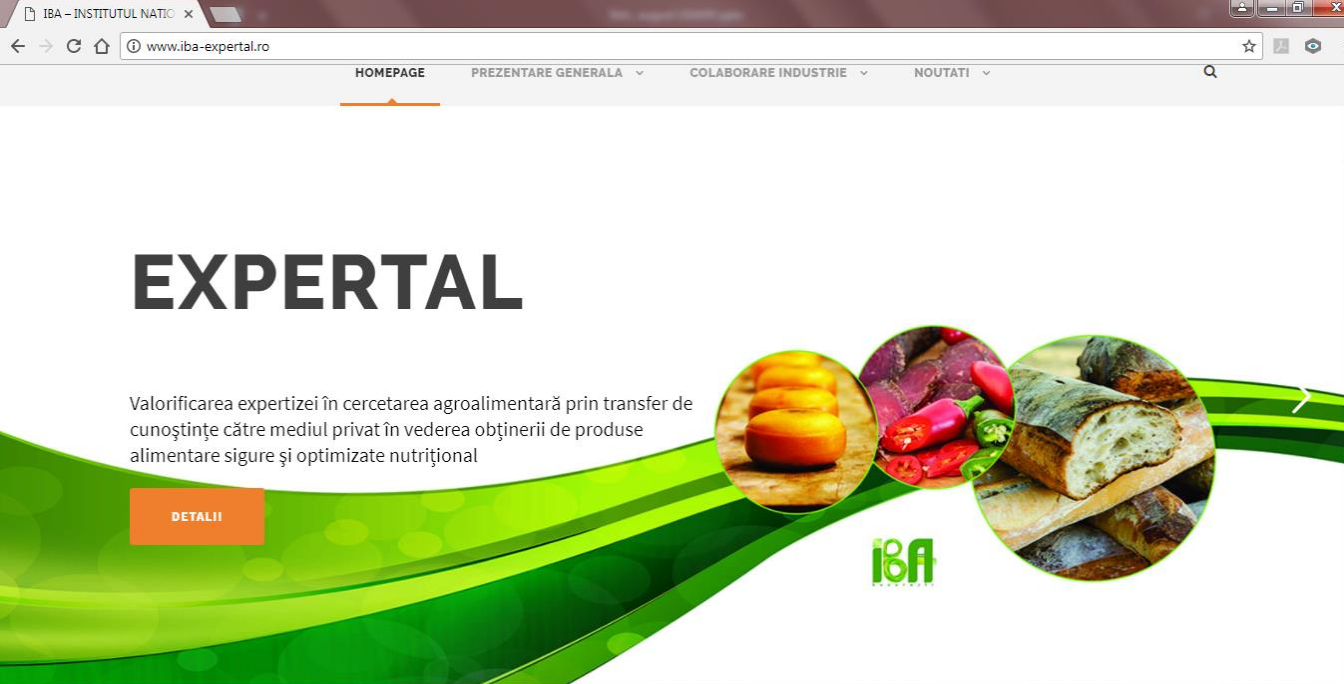 IBA – INSTITUTUL NATIO
www.iba-expertal.ro
HOMEPAGE
PREZENTARE GENERALA
COLABORARE INDUSTRIE
NOUTATI
EXPERTAL
Valorificarea expertizei în cercetarea agroalimentară prin transfer de
cunoştinţe către mediul privat în vederea obţinerii de produse
alimentare sigure şi optimizate nutriţional
DETALII
iBA